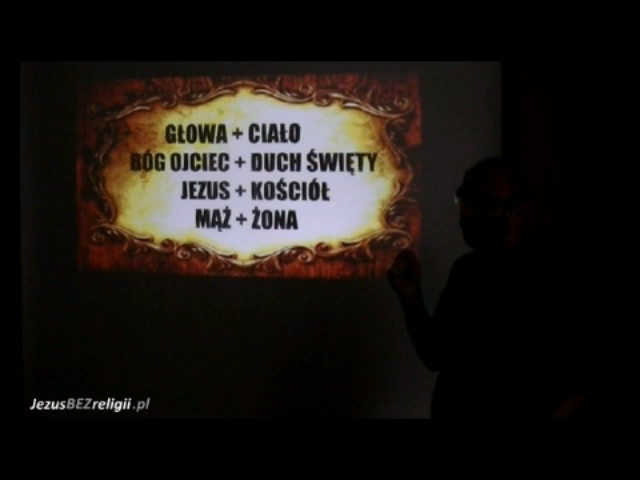 GŁOWA + CIAŁO
BÓG OJCIEC + DUCH ŚWIĘTY
JEZUS + KOŚCIÓŁ
MĄŻ + ŻONA
JezusBEZreligii.pl